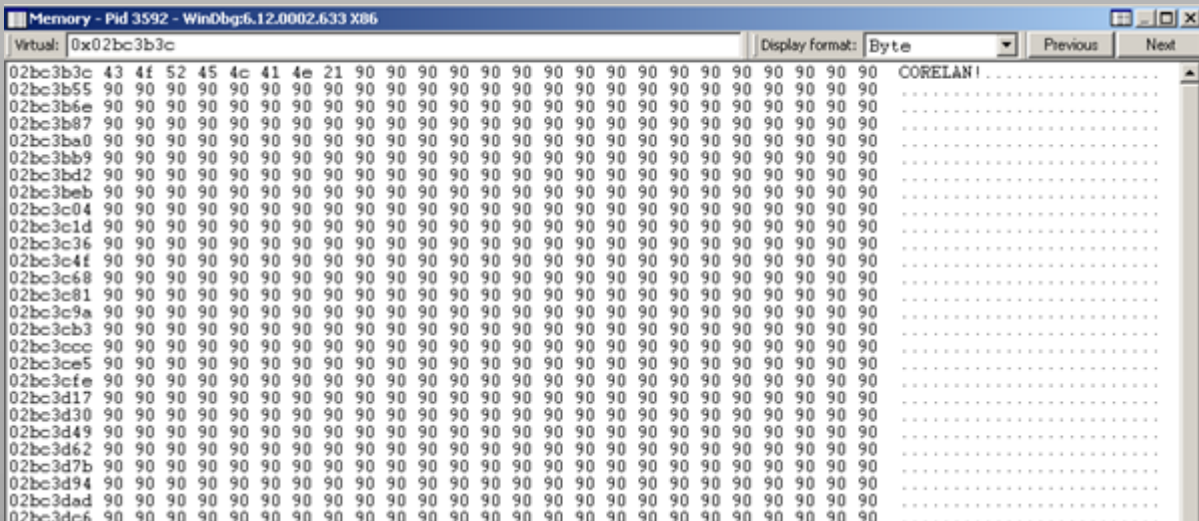 Memory - Pid 3592 - WinDbg:6.12.0002.633 X86
Virtual: 0x02bc3b3c Display format: Byte Previous Next
02bc3b3c 43 4f 52 45 4c 41 4e 21 90 90 90 90 90 90 90 90 90 90 90 90 90 90 90 90 90 CORELAN!.................
02bc3b55 90 90 90 90 90 90 90 90 90 90 90 90 90 90 90 90 90 90 90 90 90 90 90 90 90 .........................
02bc3b6e 90 90 90 90 90 90 90 90 90 90 90 90 90 90 90 90 90 90 90 90 90 90 90 90 90 .........................
02bc3b87 90 90 90 90 90 90 90 90 90 90 90 90 90 90 90 90 90 90 90 90 90 90 90 90 90 .........................
02bc3ba0 90 90 90 90 90 90 90 90 90 90 90 90 90 90 90 90 90 90 90 90 90 90 90 90 90 .........................
02bc3bb9 90 90 90 90 90 90 90 90 90 90 90 90 90 90 90 90 90 90 90 90 90 90 90 90 90 .........................
02bc3bd2 90 90 90 90 90 90 90 90 90 90 90 90 90 90 90 90 90 90 90 90 90 90 90 90 90 .........................
02bc3beb 90 90 90 90 90 90 90 90 90 90 90 90 90 90 90 90 90 90 90 90 90 90 90 90 90 .........................
02bc3c04 90 90 90 90 90 90 90 90 90 90 90 90 90 90 90 90 90 90 90 90 90 90 90 90 90 .........................
02bc3c1d 90 90 90 90 90 90 90 90 90 90 90 90 90 90 90 90 90 90 90 90 90 90 90 90 90 .........................
02bc3c36 90 90 90 90 90 90 90 90 90 90 90 90 90 90 90 90 90 90 90 90 90 90 90 90 90 .........................
02bc3c4f 90 90 90 90 90 90 90 90 90 90 90 90 90 90 90 90 90 90 90 90 90 90 90 90 90 .........................
02bc3c68 90 90 90 90 90 90 90 90 90 90 90 90 90 90 90 90 90 90 90 90 90 90 90 90 90 .........................
02bc3c81 90 90 90 90 90 90 90 90 90 90 90 90 90 90 90 90 90 90 90 90 90 90 90 90 90 .........................
02bc3c9a 90 90 90 90 90 90 90 90 90 90 90 90 90 90 90 90 90 90 90 90 90 90 90 90 90 .........................
02bc3cb3 90 90 90 90 90 90 90 90 90 90 90 90 90 90 90 90 90 90 90 90 90 90 90 90 90 .........................
02bc3ccc 90 90 90 90 90 90 90 90 90 90 90 90 90 90 90 90 90 90 90 90 90 90 90 90 90 .........................
02bc3ce5 90 90 90 90 90 90 90 90 90 90 90 90 90 90 90 90 90 90 90 90 90 90 90 90 90 .........................
02bc3cfe 90 90 90 90 90 90 90 90 90 90 90 90 90 90 90 90 90 90 90 90 90 90 90 90 90 .........................
02bc3d17 90 90 90 90 90 90 90 90 90 90 90 90 90 90 90 90 90 90 90 90 90 90 90 90 90 .........................
02bc3d30 90 90 90 90 90 90 90 90 90 90 90 90 90 90 90 90 90 90 90 90 90 90 90 90 90 .........................
02bc3d49 90 90 90 90 90 90 90 90 90 90 90 90 90 90 90 90 90 90 90 90 90 90 90 90 90 .........................
02bc3d62 90 90 90 90 90 90 90 90 90 90 90 90 90 90 90 90 90 90 90 90 90 90 90 90 90 .........................
02bc3d7b 90 90 90 90 90 90 90 90 90 90 90 90 90 90 90 90 90 90 90 90 90 90 90 90 90 .........................
02bc3d94 90 90 90 90 90 90 90 90 90 90 90 90 90 90 90 90 90 90 90 90 90 90 90 90 90 .........................
02bc3dad 90 90 90 90 90 90 90 90 90 90 90 90 90 90 90 90 90 90 90 90 90 90 90 90 90 .........................
02bc3dc6 90 90 90 90 90 90 90 90 90 90 90 90 90 90 90 90 90 90 90 90 90 90 90 90 90 .........................